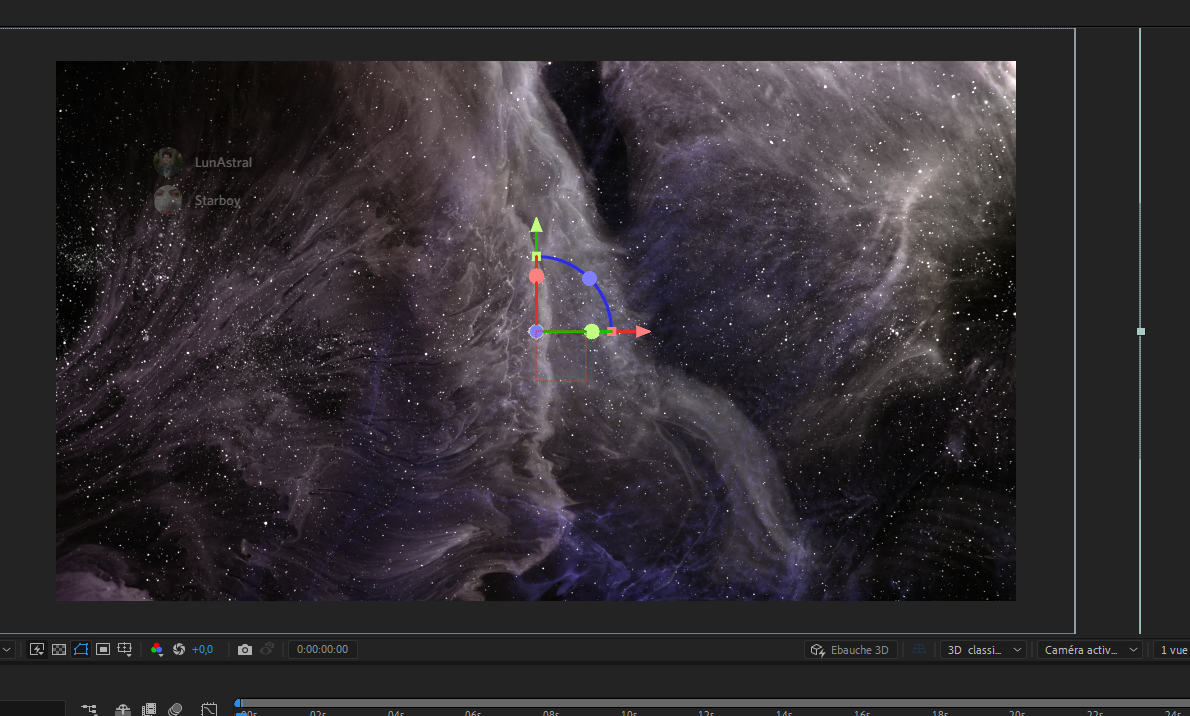 LunAstral
Starboy
+0,0
0:00:00:00
Ebauche 3D
3D classi...
Caméra activ...
1 vue
00s 02s 04s 06s 08s 10s 12s 14s 16s 18s 20s 22s 24s